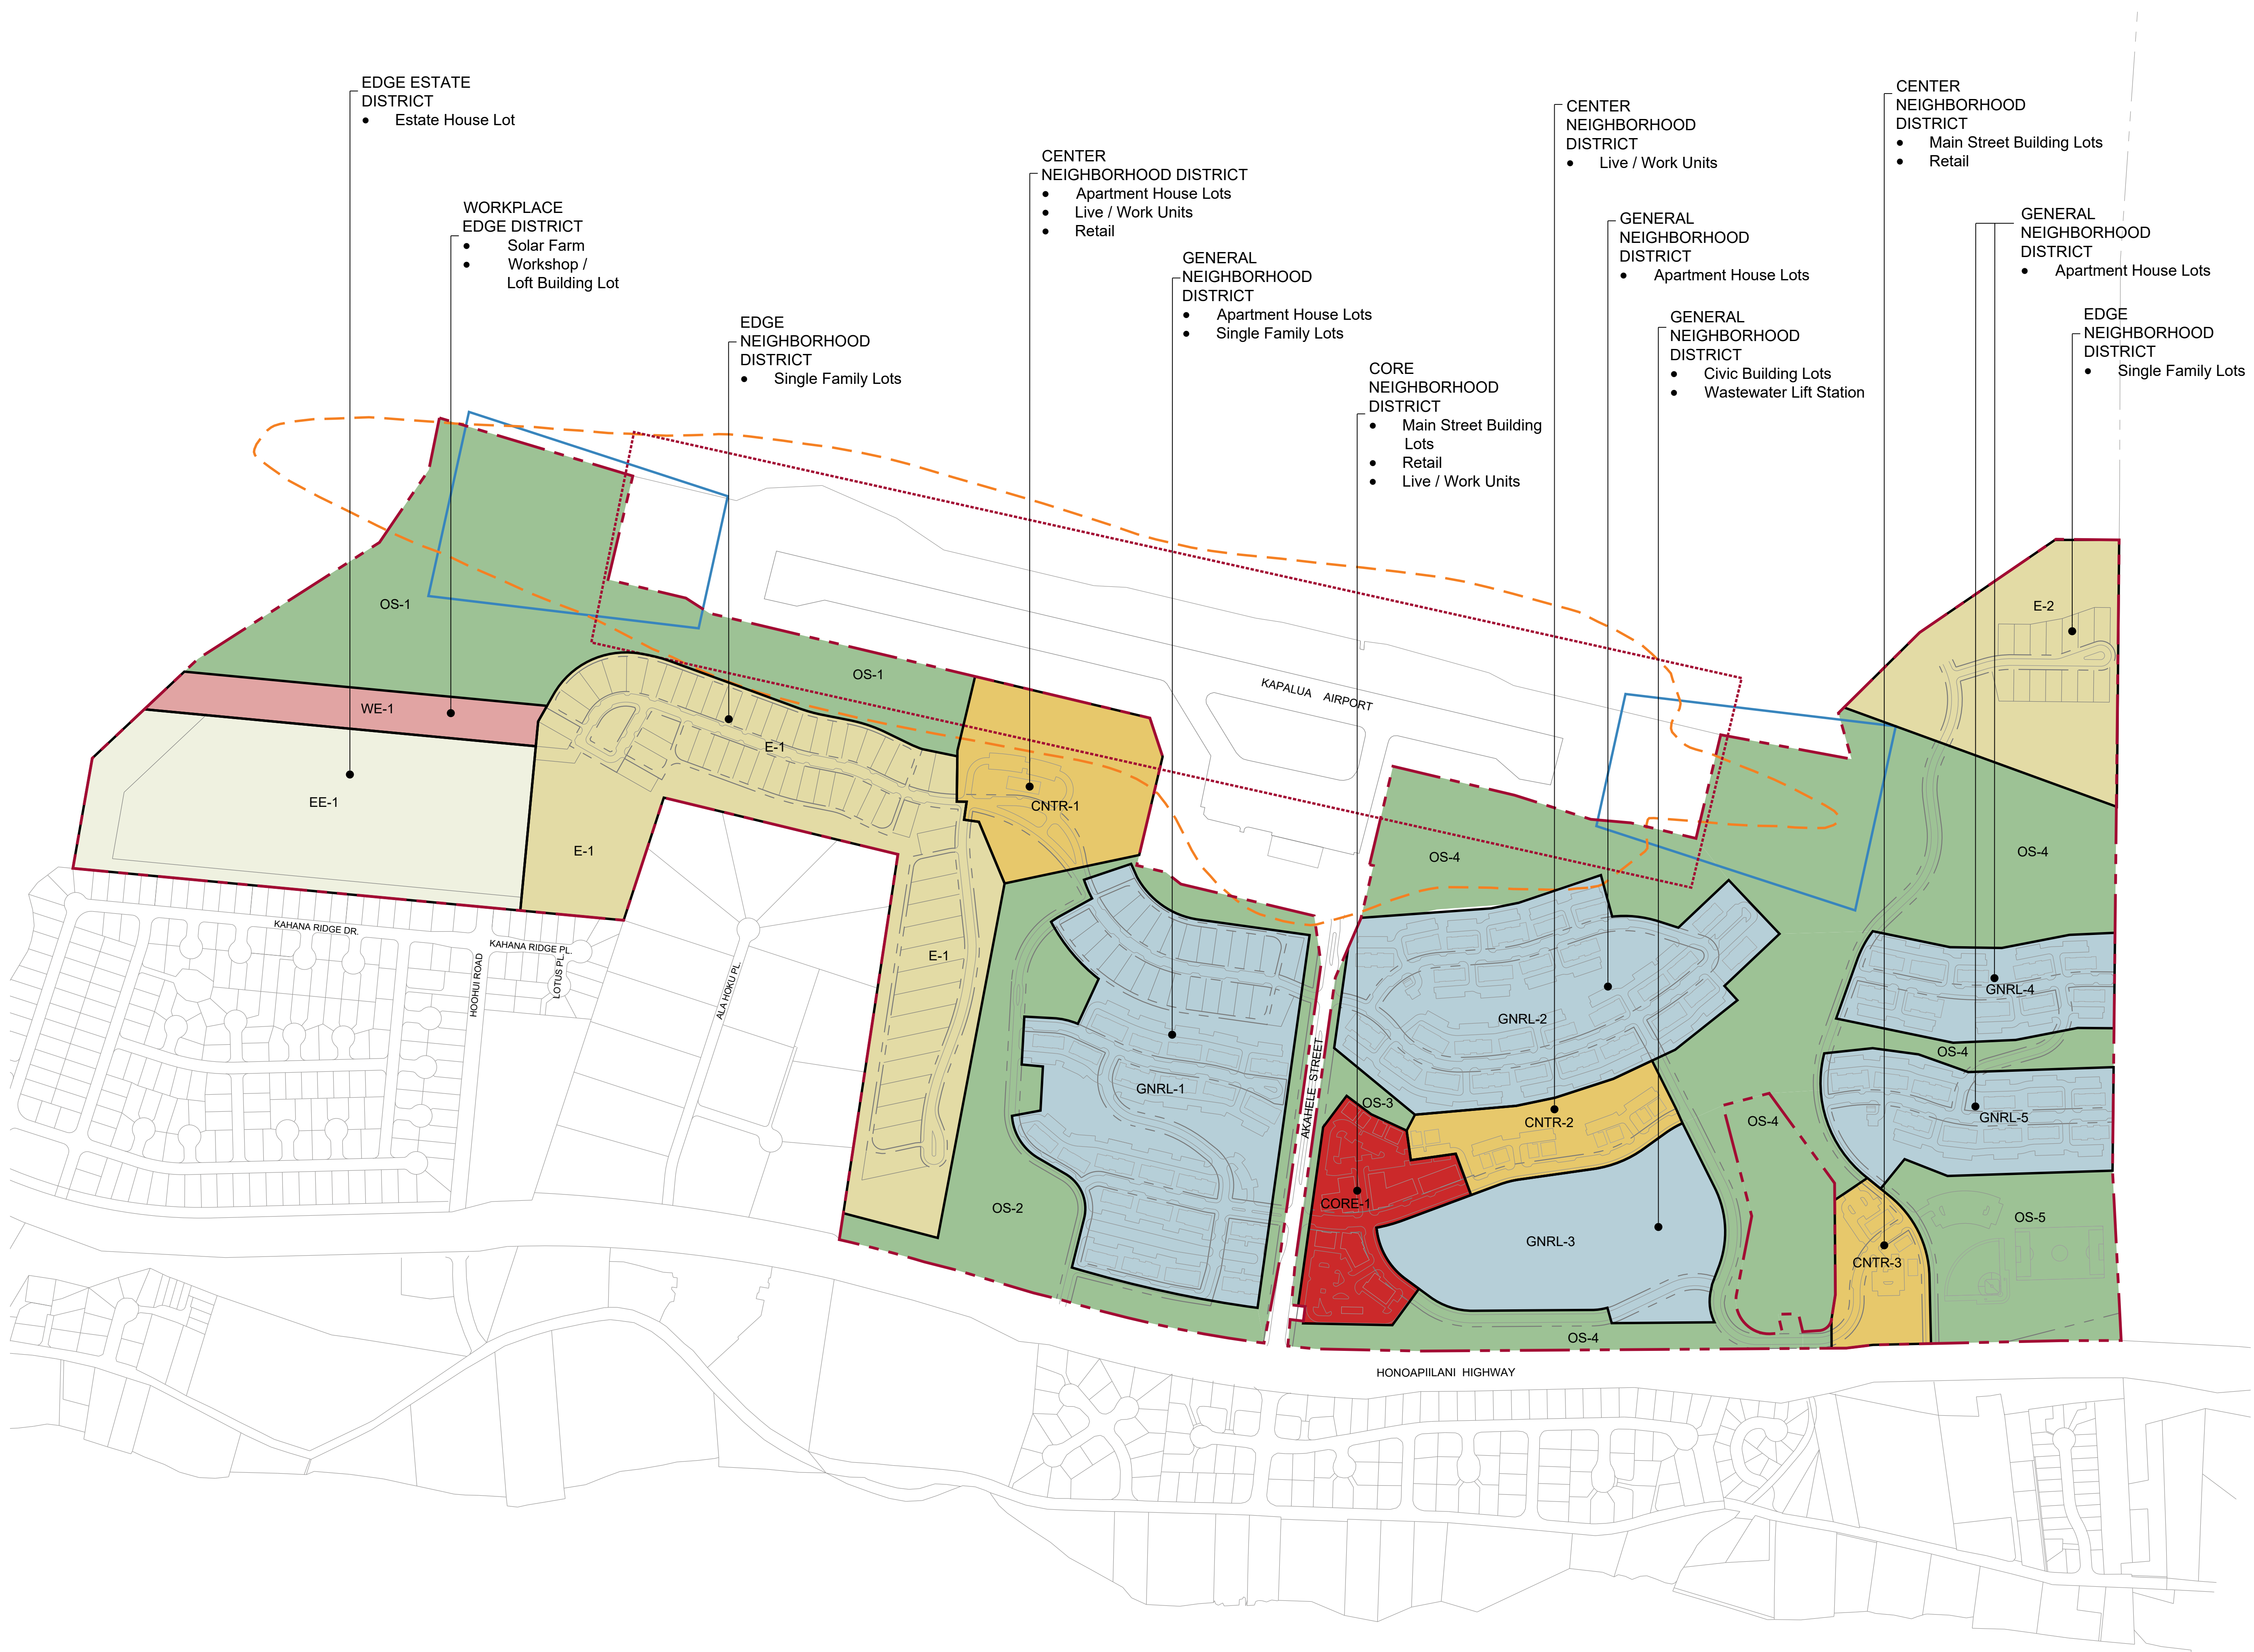 EDGE ESTATE
DISTRICT
● Estate House Lot
WORKPLACE
EDGE DISTRICT
● Solar Farm
● Workshop /
Loft Building Lot
EDGE
NEIGHBORHOOD
DISTRICT
● Single Family Lots
CENTER
NEIGHBORHOOD DISTRICT
● Apartment House Lots
● Live / Work Units
● Retail
GENERAL
NEIGHBORHOOD
DISTRICT
● Apartment House Lots
● Single Family Lots
CORE
NEIGHBORHOOD
DISTRICT
● Main Street Building
Lots
● Retail
● Live / Work Units
CENTER
NEIGHBORHOOD
DISTRICT
● Live / Work Units
GENERAL
NEIGHBORHOOD
DISTRICT
● Apartment House Lots
GENERAL
NEIGHBORHOOD
DISTRICT
● Civic Building Lots
● Wastewater Lift Station
CENTER
NEIGHBORHOOD
DISTRICT
● Main Street Building Lots
● Retail
GENERAL
NEIGHBORHOOD
DISTRICT
● Apartment House Lots
EDGE
NEIGHBORHOOD
DISTRICT
● Single Family Lots
OS-1
OS-1
WE-1
EE-1
E-1
E-1
E-1
CNTR-1
KAPALUA AIRPORT
E-2
OS-4
OS-4
GNRL-4
OS-4
GNRL-5
GNRL-2
GNRL-1
OS-3
CNTR-2
OS-4
CORE-1
GNRL-3
OS-2
OS-5
CNTR-3
OS-4
KAHANA RIDGE DR.
KAHANA RIDGE PL.
HOOHUI ROAD
LOTUS PL.
ALA HOKU PL.
AKAHELE STREET
HONOAPIILANI HIGHWAY